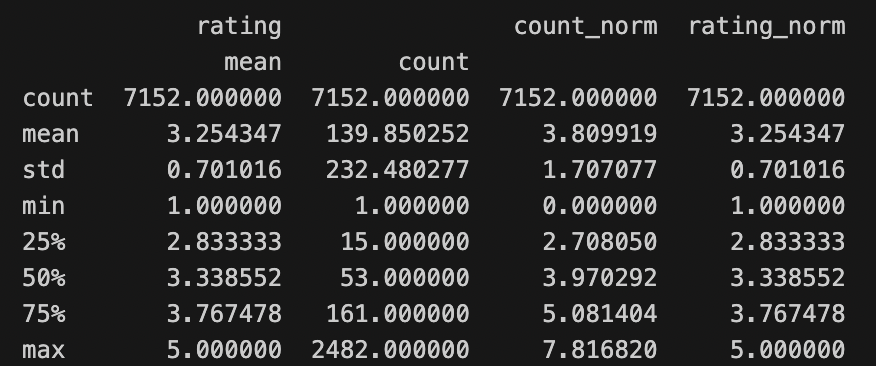 rating count_norm rating_norm
mean count
count 7152.000000 7152.000000 7152.000000 7152.000000
mean 3.254347 139.850252 3.809919 3.254347
std 0.701016 232.480277 1.707077 0.701016
min 1.000000 1.000000 0.000000 1.000000
25% 2.833333 15.000000 2.708050 2.833333
50% 3.338552 53.000000 3.970292 3.338552
75% 3.767478 161.000000 5.081404 3.767478
max 5.000000 2482.000000 7.816820 5.000000